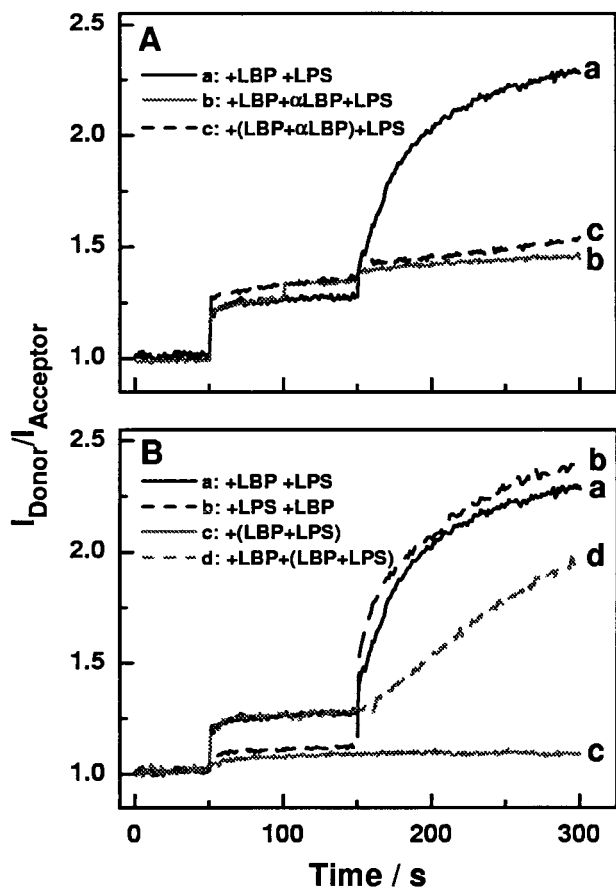 2.5
A
a: +LBP +LPS
b: +LBP+αLBP+LPS
c: +(LBP+αLBP)+LPS
a
2.0
1.5
c
b
1.0
I Donor/I Acceptor
2.5
B
a: +LBP +LPS
b: +LPS +LBP
c: +(LBP+LPS)
d: +LBP+(LBP+LPS)
b
a
d
2.0
1.5
c
1.0
0
100
200
300
Time / s